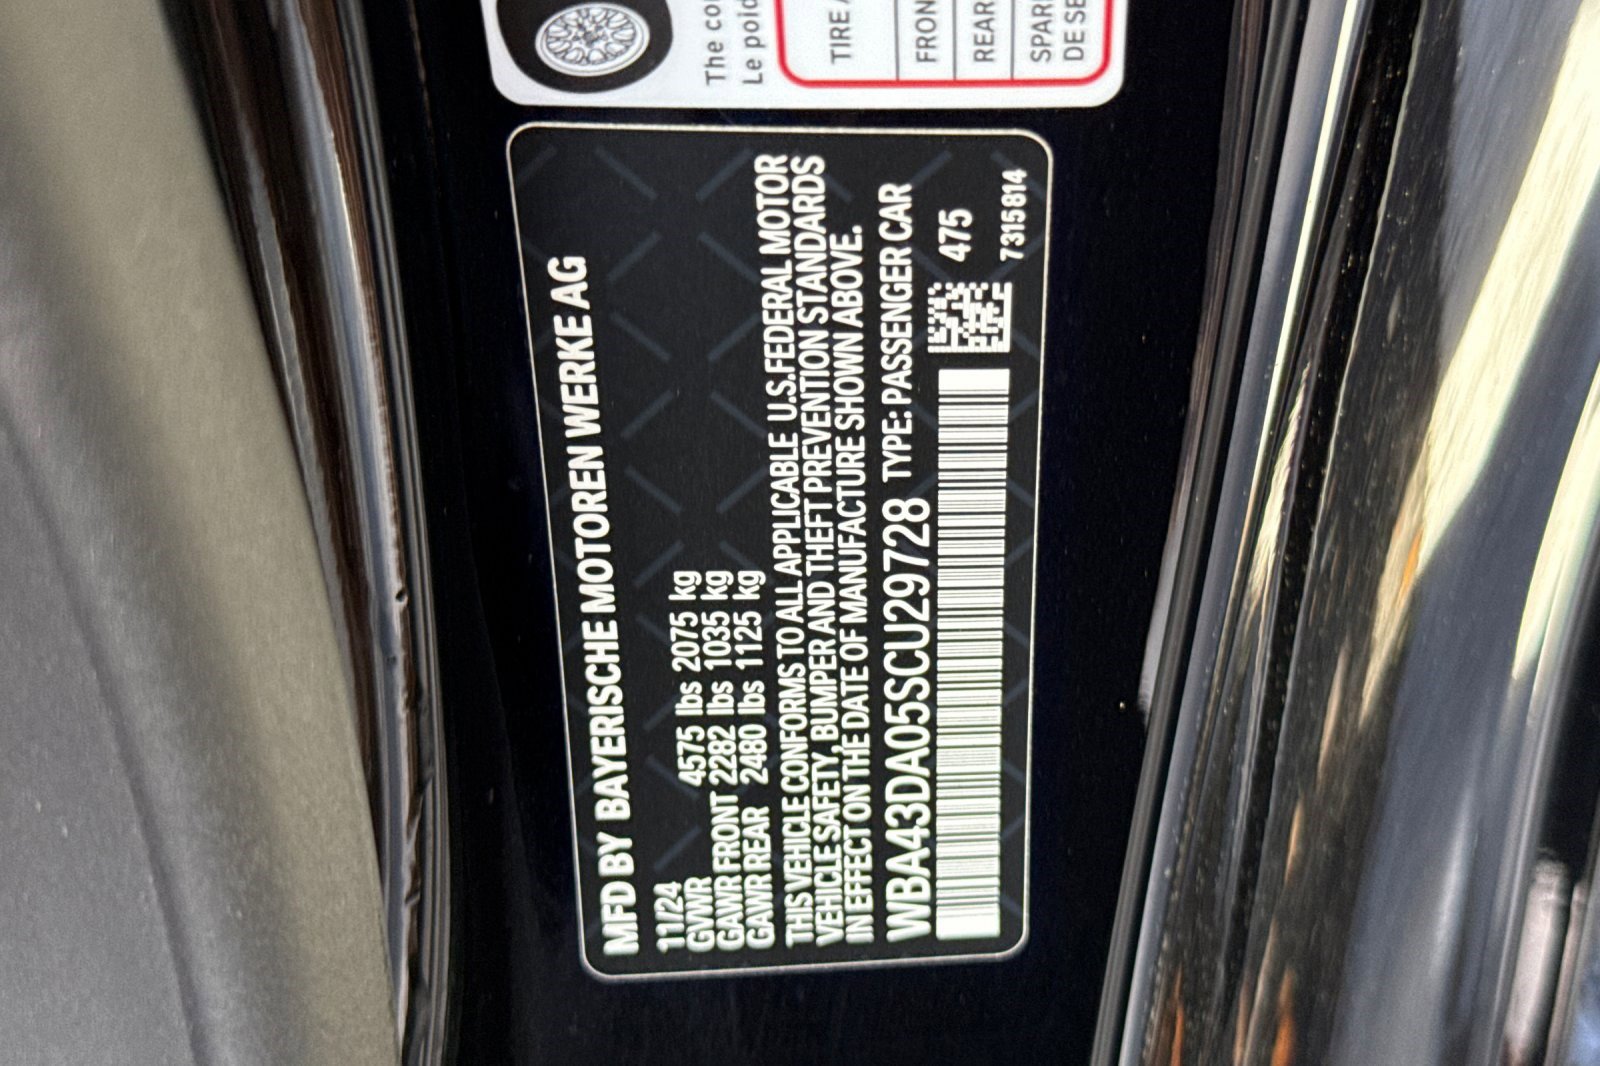 The
Le
TIRE
FRON
REAR
SPAR
DE SE
MFD BY BAYERISCHE MOTOREN WERKE AG
11/24
GVWR 4575 lbs 2075 kg
GAWR FRONT 2282 lbs 1035 kg
GAWR REAR 2480 lbs 1125 kg
THIS VEHICLE CONFORMS TO ALL APPLICABLE U.S.FEDERAL MOTOR
VEHICLE SAFETY, BUMPER AND THEFT PREVENTION STANDARDS
IN EFFECT ON THE DATE OF MANUFACTURE SHOWN ABOVE.
WBA43DA05SCU29728 TYPE: PASSENGER CAR
475
7315814